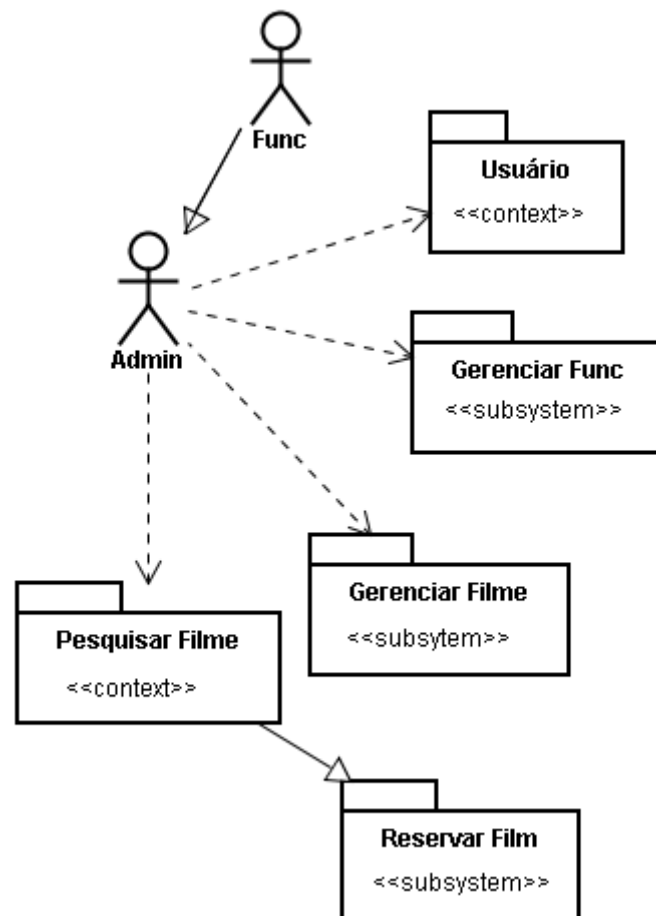 Func
Usuário
<<context>>
Admin
Gerenciar Func
<<subsystem>>
Gerenciar Filme
<<subsytem>>
Pesquisar Filme
<<context>>
Reservar Film
<<subsystem>>